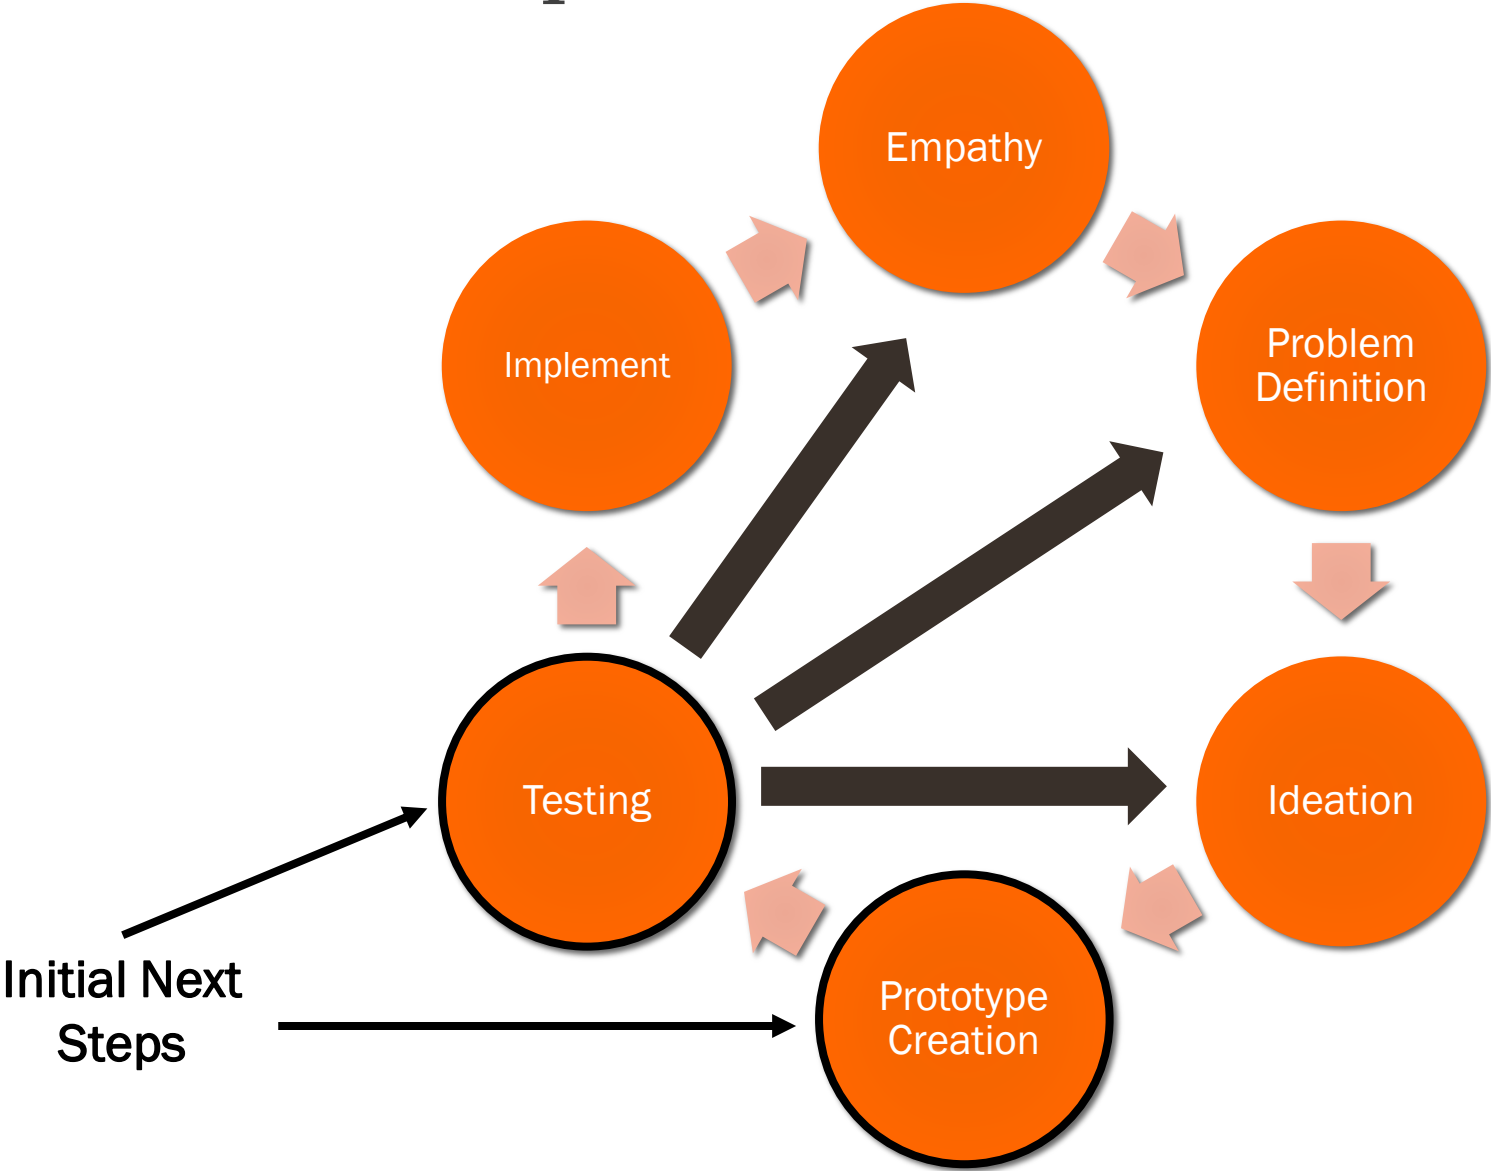 Empathy
Implement
Problem
Definition
Testing
Ideation
Initial Next
Steps
Prototype
Creation